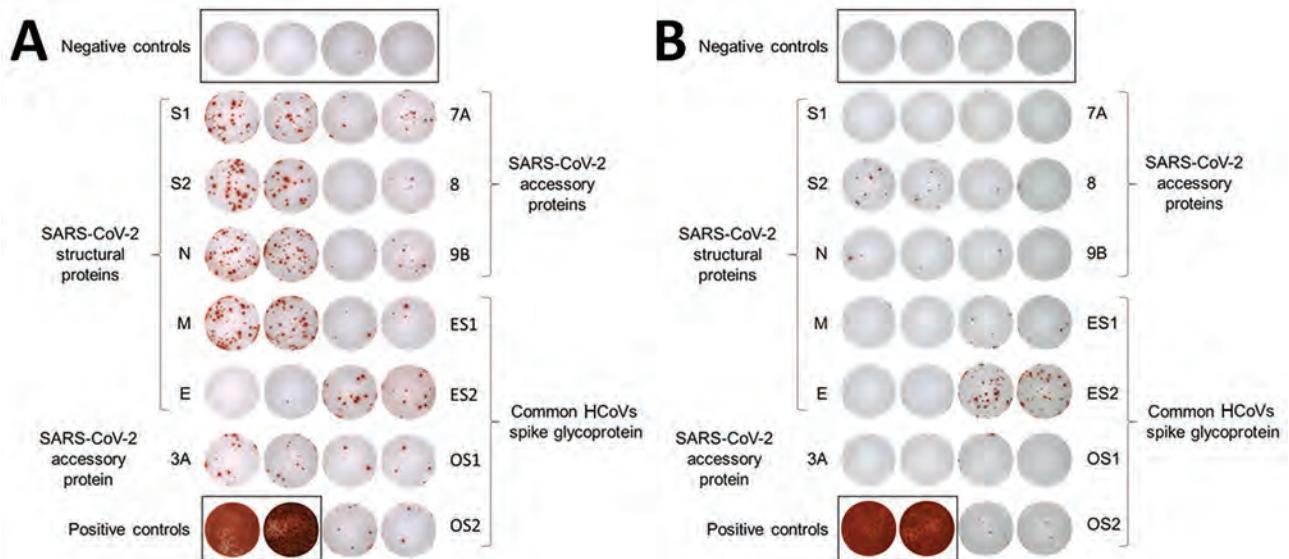 A
Negative controls
S1
7A
S2
8
SARS-CoV-2
accessory
proteins
SARS-CoV-2
structural
proteins
N
9B
M
ES1
E
ES2
Common HCoVs
spike glycoprotein
SARS-CoV-2
accessory
protein
3A
OS1
Positive controls
OS2
B
Negative controls
S1
7A
S2
8
SARS-CoV-2
accessory
proteins
SARS-CoV-2
structural
proteins
N
9B
M
ES1
E
ES2
Common HCoVs
spike glycoprotein
SARS-CoV-2
accessory
protein
3A
OS1
Positive controls
OS2